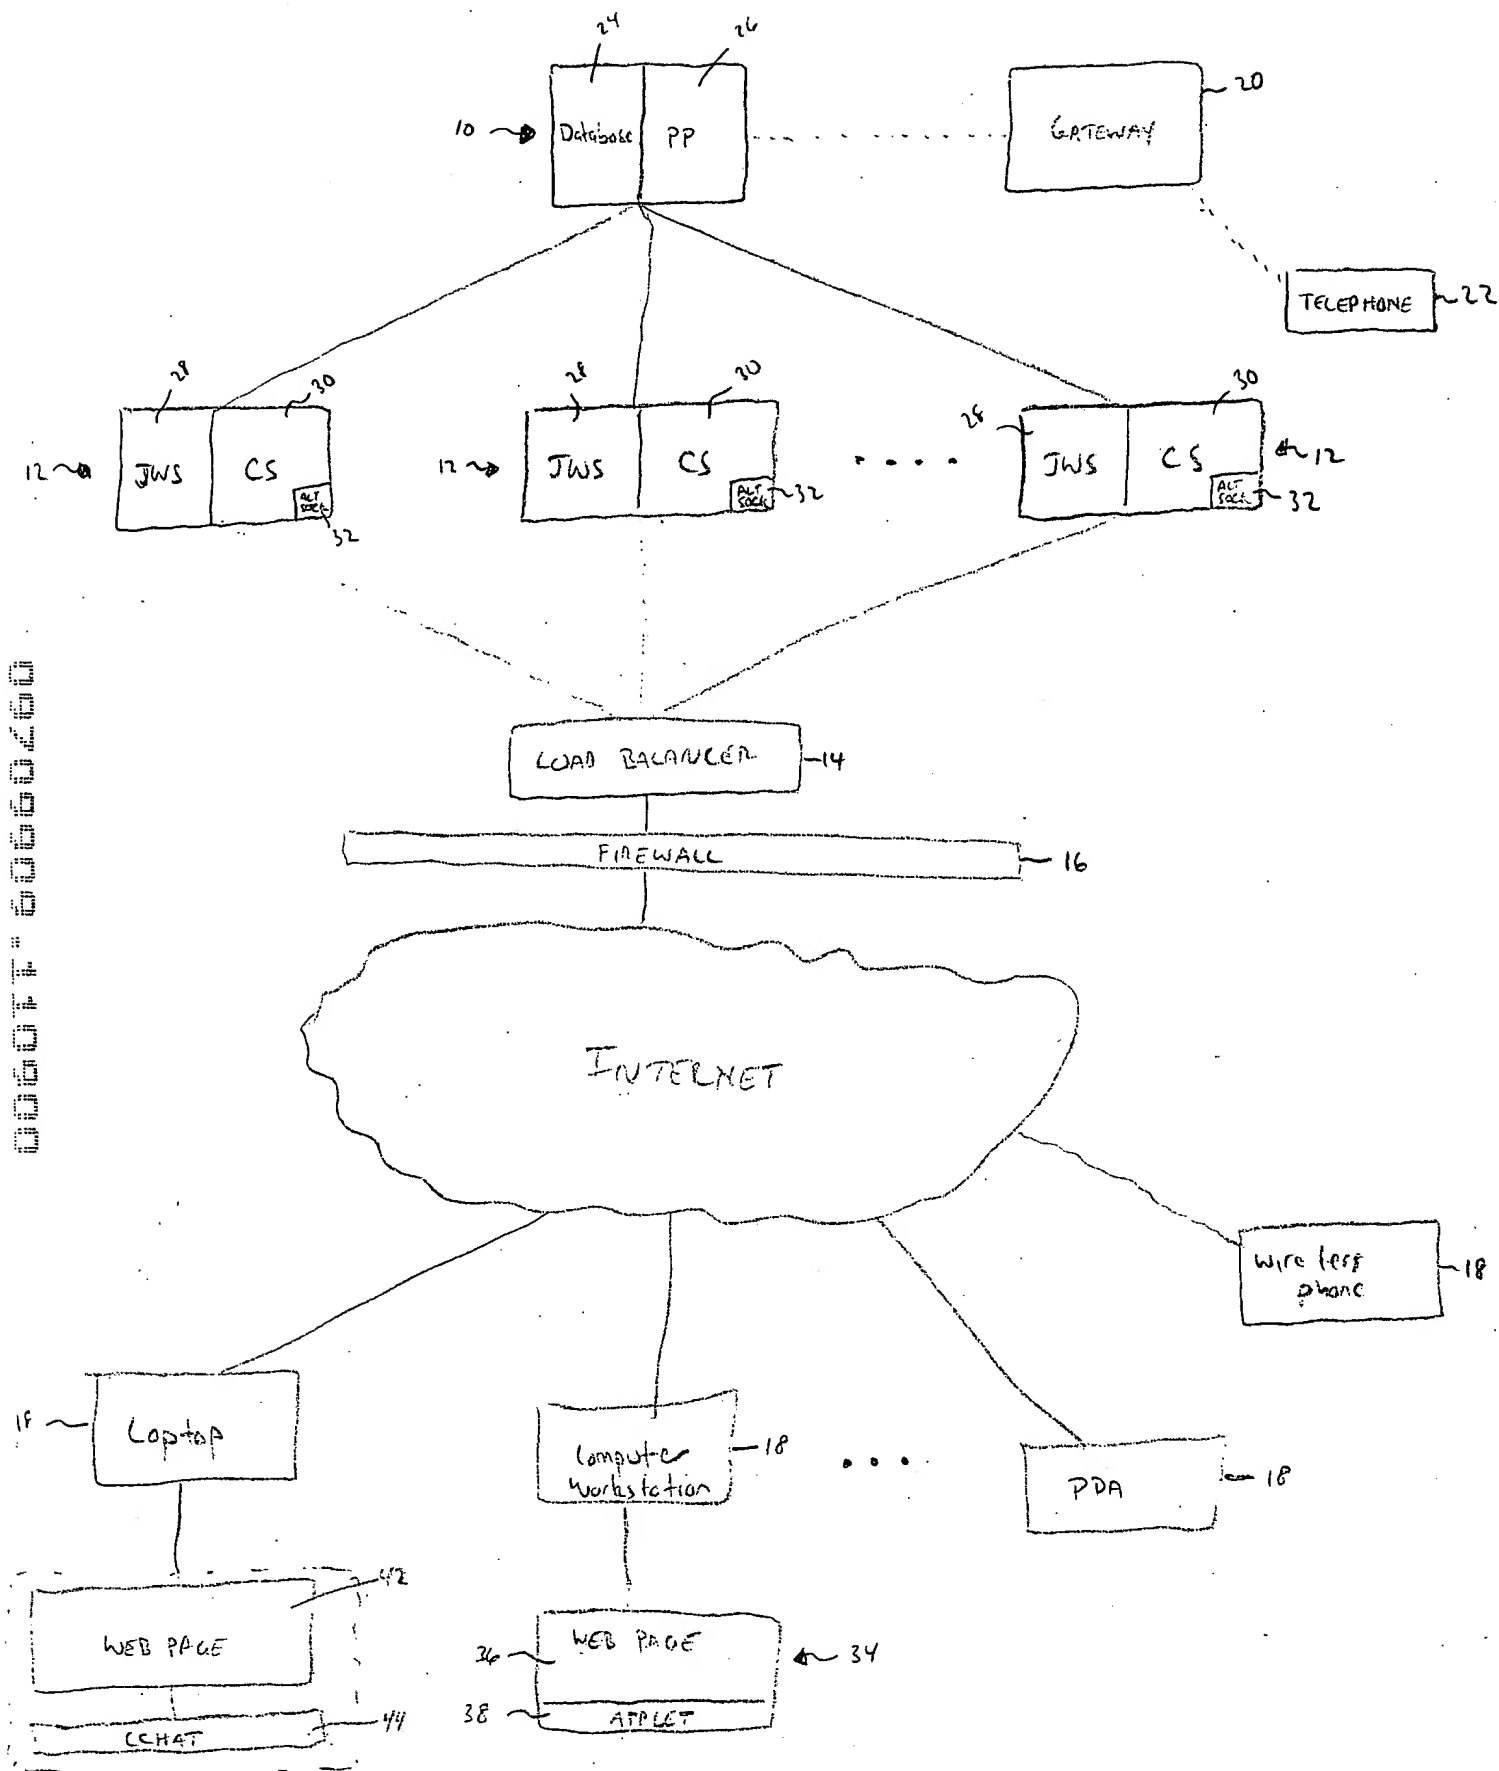 24
26
10
Database
PP
GATEWAY
20
TELEPHONE
22
28
30
12
JWS
CS
ALT
SOCK
32
28
30
12
JWS
CS
ALT
SOCK
32
28
30
JWS
CS
12
ALT
SOCK
32
LOAD BALANCER
14
FIREWALL
16
INTERNET
wireless
phone
18
18
Laptop
Computer
Workstation
18
PDA
18
42
WEB PAGE
44
CCHAT
36
WEB PAGE
34
38
APPLET
09709609.111090